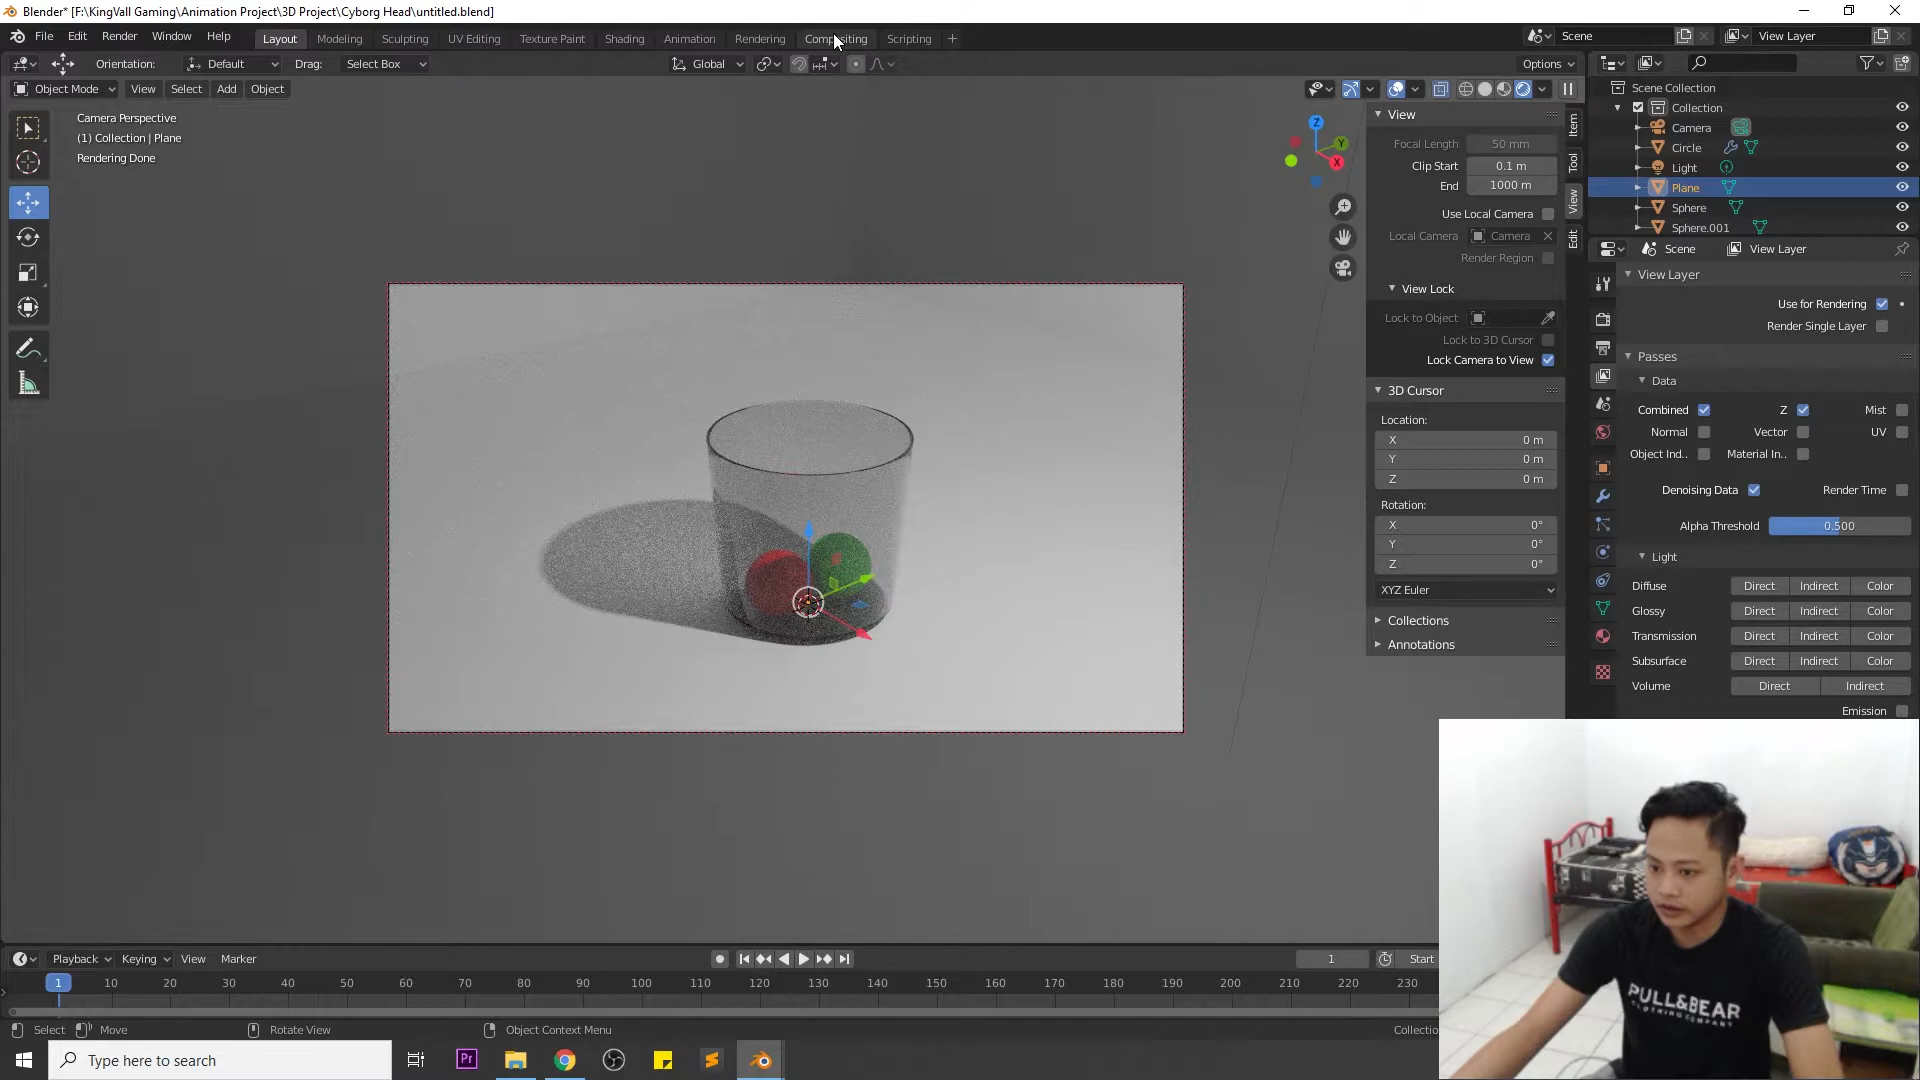 Blender* [F:\KingVall Gaming\Animation Project\3D Project\Cyborg Head\untitled.blend]
File Edit Render Window Help Layout Modeling Sculpting UV Editing Texture Paint Shading Animation Rendering Compositing Scripting + Scene View Layer
Orientation: Default Drag: Select Box Global Options
Object Mode View Select Add Object
Camera Perspective
(1) Collection | Plane
Rendering Done
Z
Y
X
Item
Tool
View
Edit
View
Focal Length 50 mm
Clip Start 0.1 m
End 1000 m
Use Local Camera
Local Camera Camera
Render Region
View Lock
Lock to Object
Lock to 3D Cursor
Lock Camera to View
3D Cursor
Location:
X 0 m
Y 0 m
Z 0 m
Rotation:
X 0°
Y 0°
Z 0°
XYZ Euler
Collections
Annotations
Scene Collection
Collection
Camera
Circle
Light
Plane
Sphere
Sphere.001
Scene View Layer
View Layer
Use for Rendering
Render Single Layer
Passes
Data
Combined Z Mist
Normal Vector UV
Object Ind.. Material In..
Denoising Data Render Time
Alpha Threshold 0.500
Light
Diffuse Direct Indirect Color
Glossy Direct Indirect Color
Transmission Direct Indirect Color
Subsurface Direct Indirect Color
Volume Direct Indirect
Emission
Playback Keying View Marker 1 Start
1 10 20 30 40 50 60 70 80 90 100 110 120 130 140 150 160 170 180 190 200 210 220 230
Select Move Rotate View Object Context Menu Collectio
Type here to search
Pr
PULL&BEAR
CLOTHING COMPANY